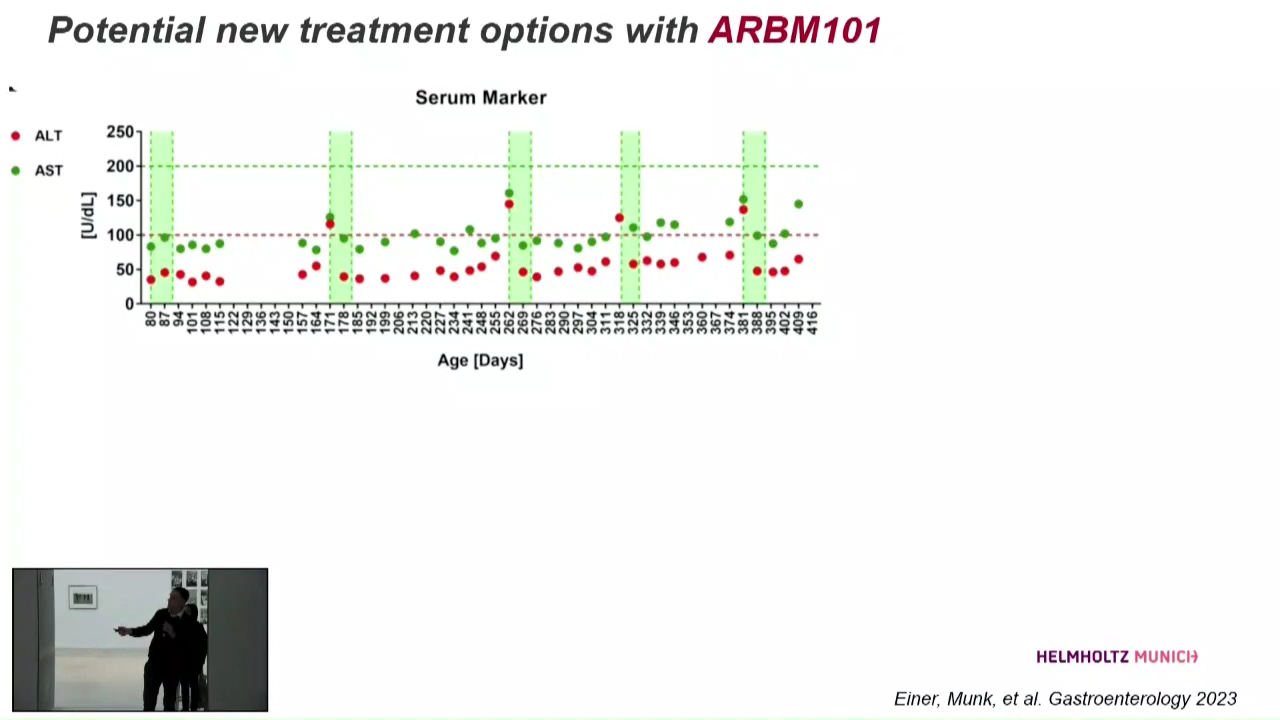 Potential new treatment options with ARBM101
Serum Marker
ALT
AST
250
200
150
100
50
0
[U/dL]
80 87 94 101 108 115 122 129 136 143 150 157 164 171 178 185 192 199 206 213 220 227 234 241 248 255 262 269 276 283 290 297 304 311 318 325 332 339 346 353 360 367 374 381 388 395 402 409 416
Age [Days]
HELMHOLTZ MUNICH
Einer, Munk, et al. Gastroenterology 2023